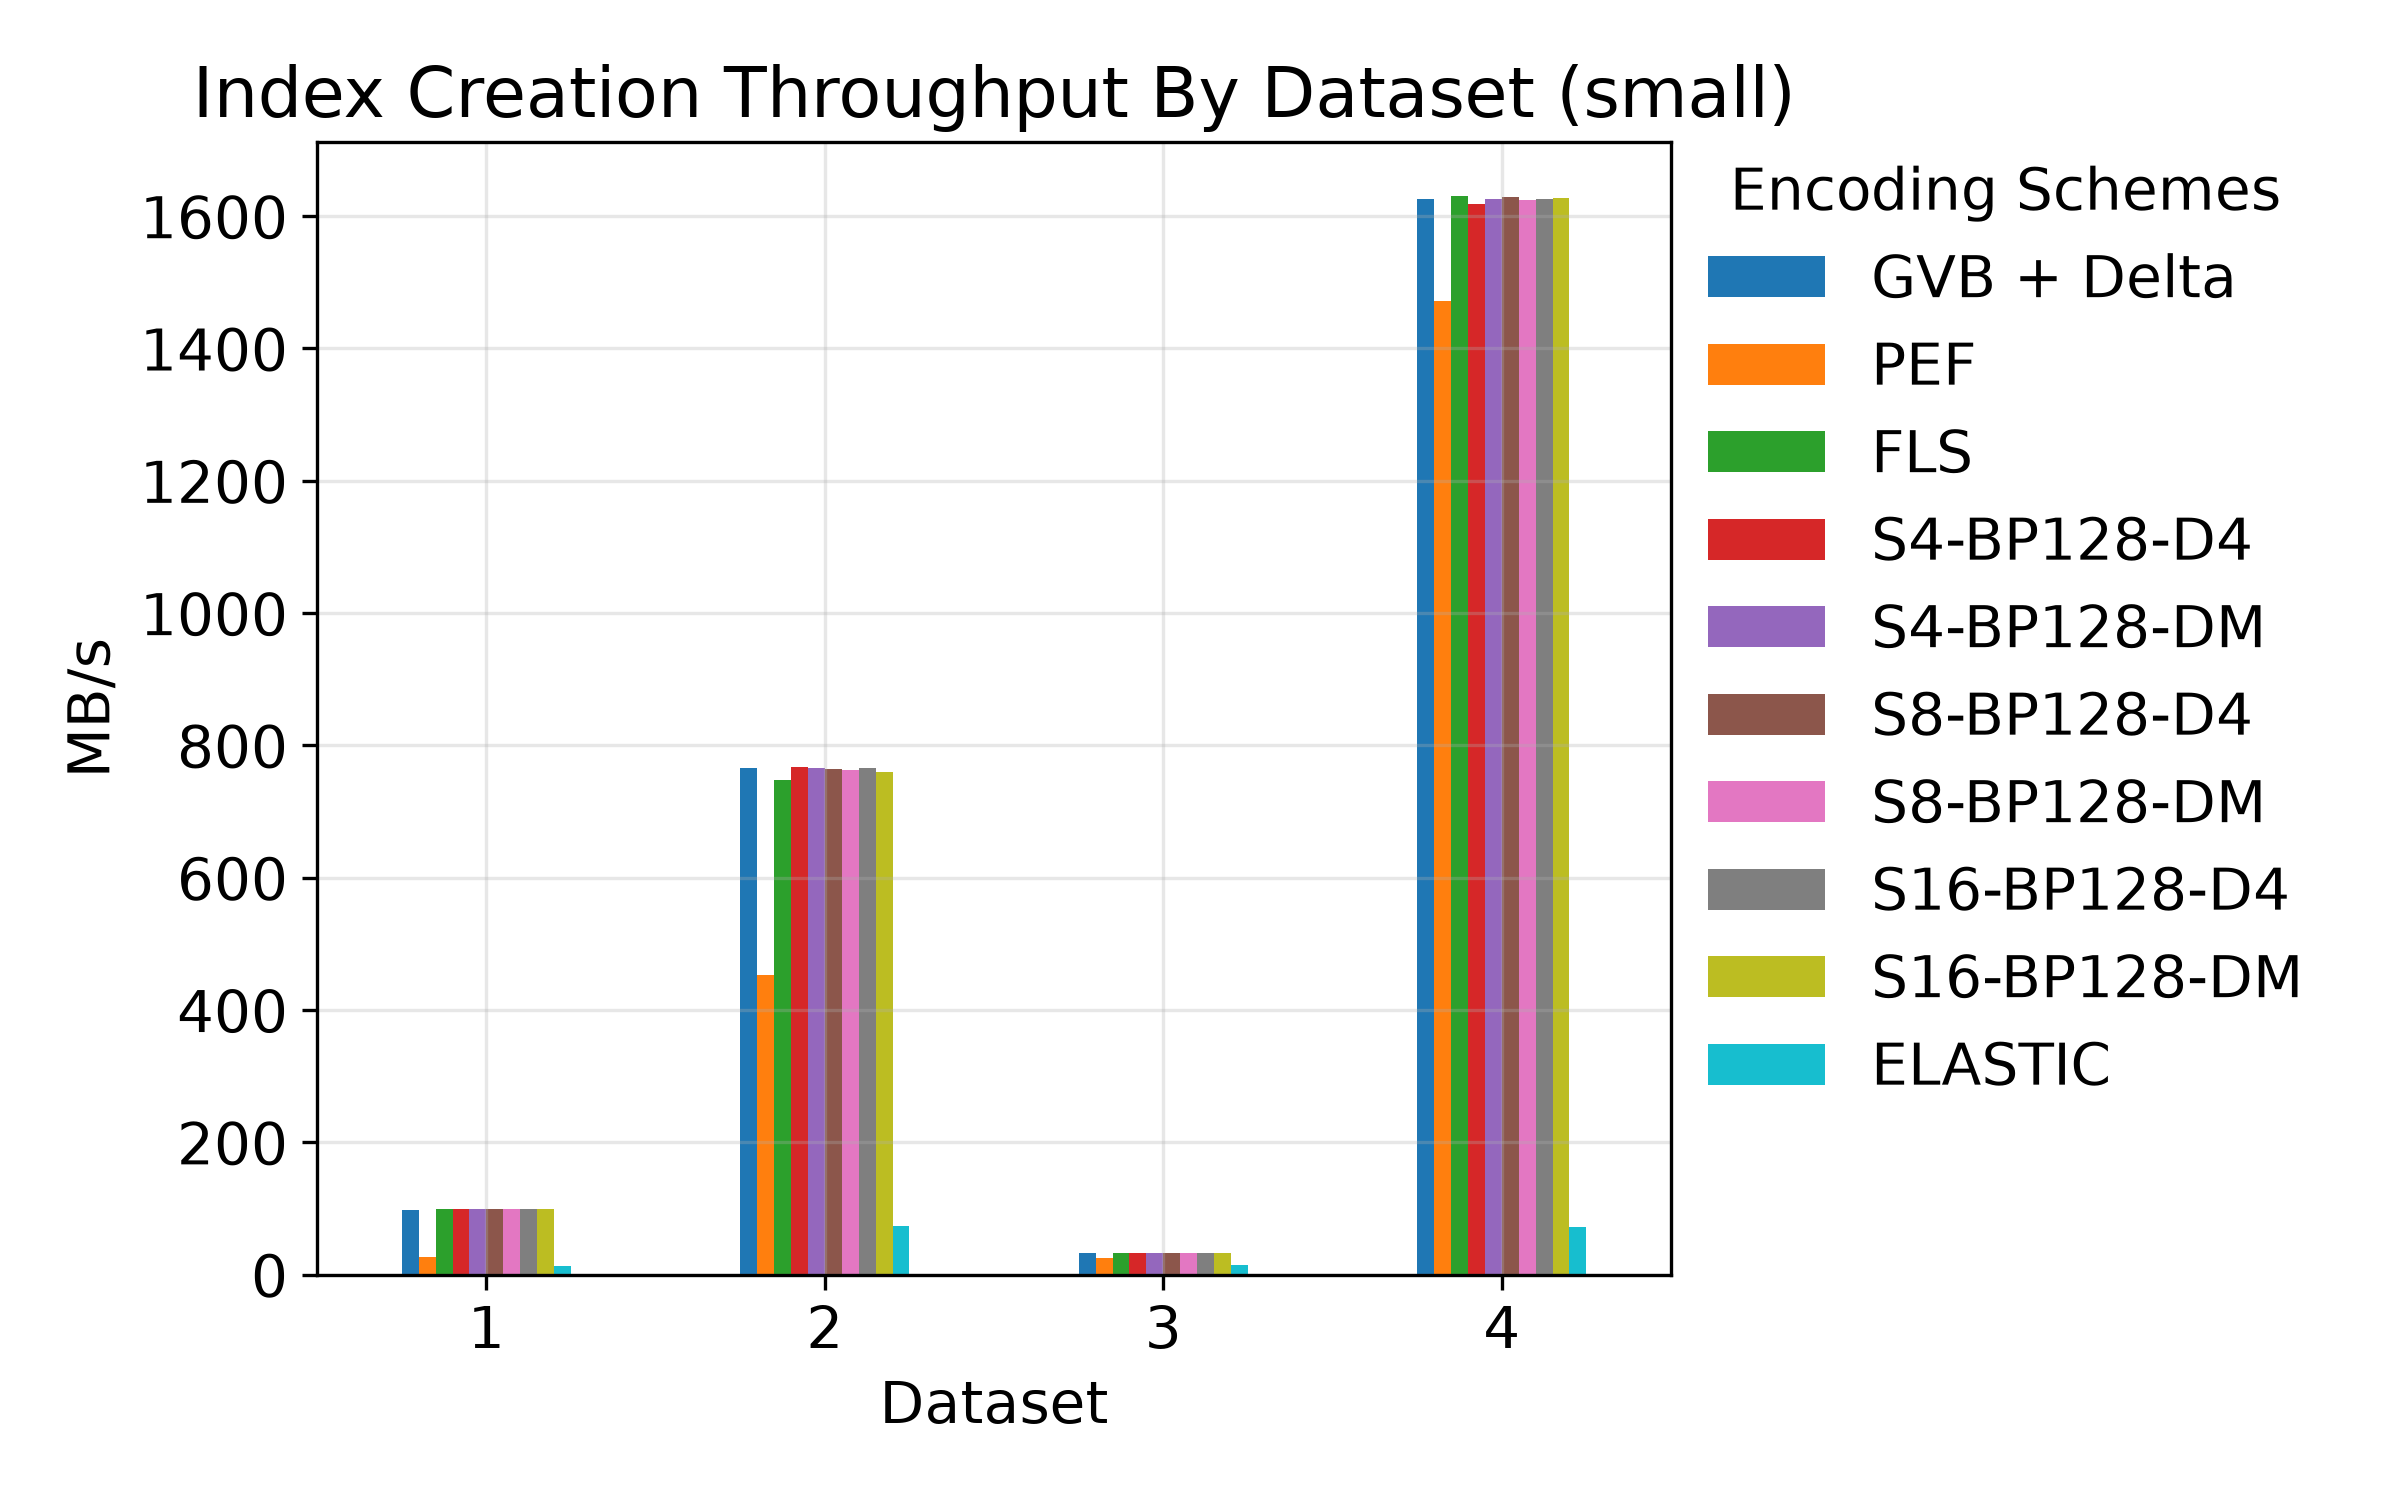 Index Creation Throughput By Dataset (small)
MB/s
1600
1400
1200
1000
800
600
400
200
0
1 2 3 4
Dataset
Encoding Schemes
GVB + Delta
PEF
FLS
S4-BP128-D4
S4-BP128-DM
S8-BP128-D4
S8-BP128-DM
S16-BP128-D4
S16-BP128-DM
ELASTIC